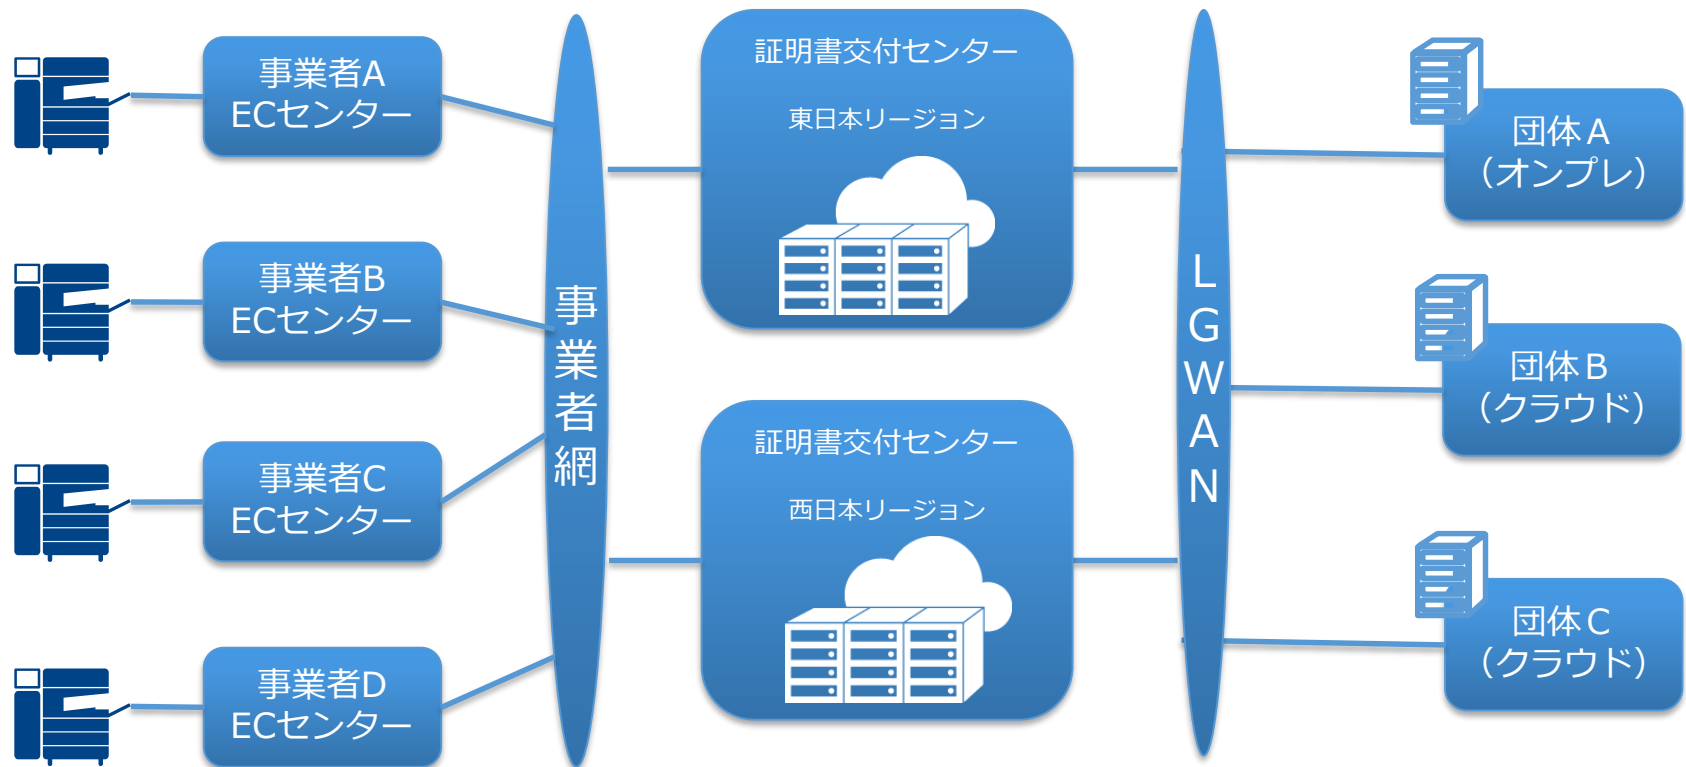 事業者A
ECセンター
事業者B
ECセンター
事業者C
ECセンター
事業者D
ECセンター
事業者網
証明書交付センター
東日本リージョン
証明書交付センター
西日本リージョン
LGWAN
団体A
（オンプレ）
団体B
（クラウド）
団体C
（クラウド）